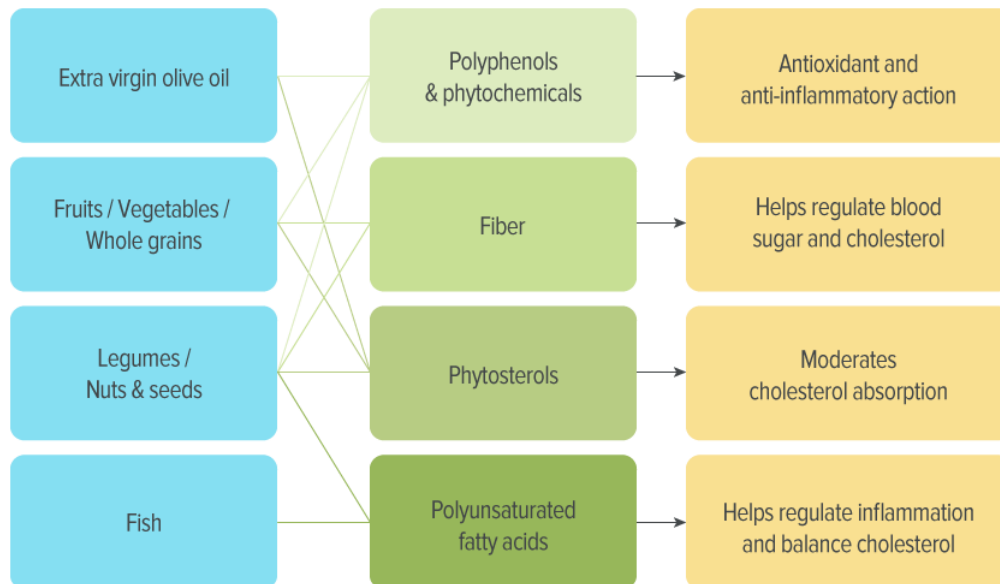 Extra virgin olive oil
Polyphenols
& phytochemicals
Antioxidant and
anti-inflammatory action
Fruits / Vegetables /
Whole grains
Fiber
Helps regulate blood
sugar and cholesterol
Legumes /
Nuts & seeds
Phytosterols
Moderates
cholesterol absorption
Fish
Polyunsaturated
fatty acids
Helps regulate inflammation
and balance cholesterol